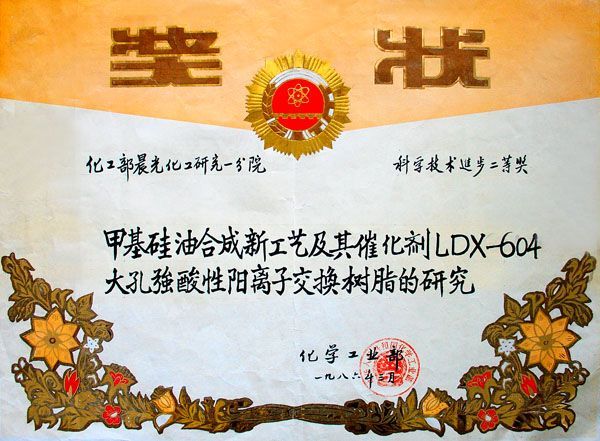 奖状
化工部晨光化工研究一分院
科学技术进步二等奖
甲基硅油合成新工艺及其催化剂LDX-604
大孔强酸性阳离子交换树脂的研究
化学工业部
一九八六年三月